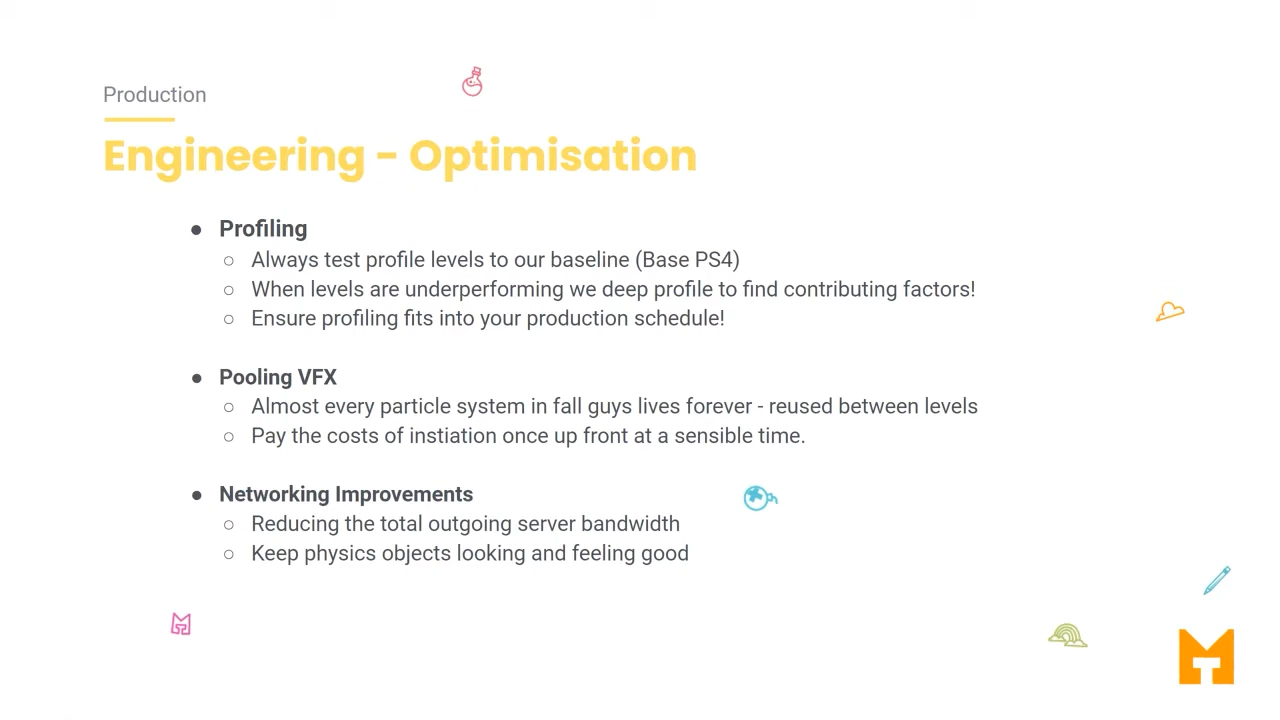 Production
Engineering - Optimisation
● Profiling
○ Always test profile levels to our baseline (Base PS4)
○ When levels are underperforming we deep profile to find contributing factors!
○ Ensure profiling fits into your production schedule!
● Pooling VFX
○ Almost every particle system in fall guys lives forever - reused between levels
○ Pay the costs of instiation once up front at a sensible time.
● Networking Improvements
○ Reducing the total outgoing server bandwidth
○ Keep physics objects looking and feeling good